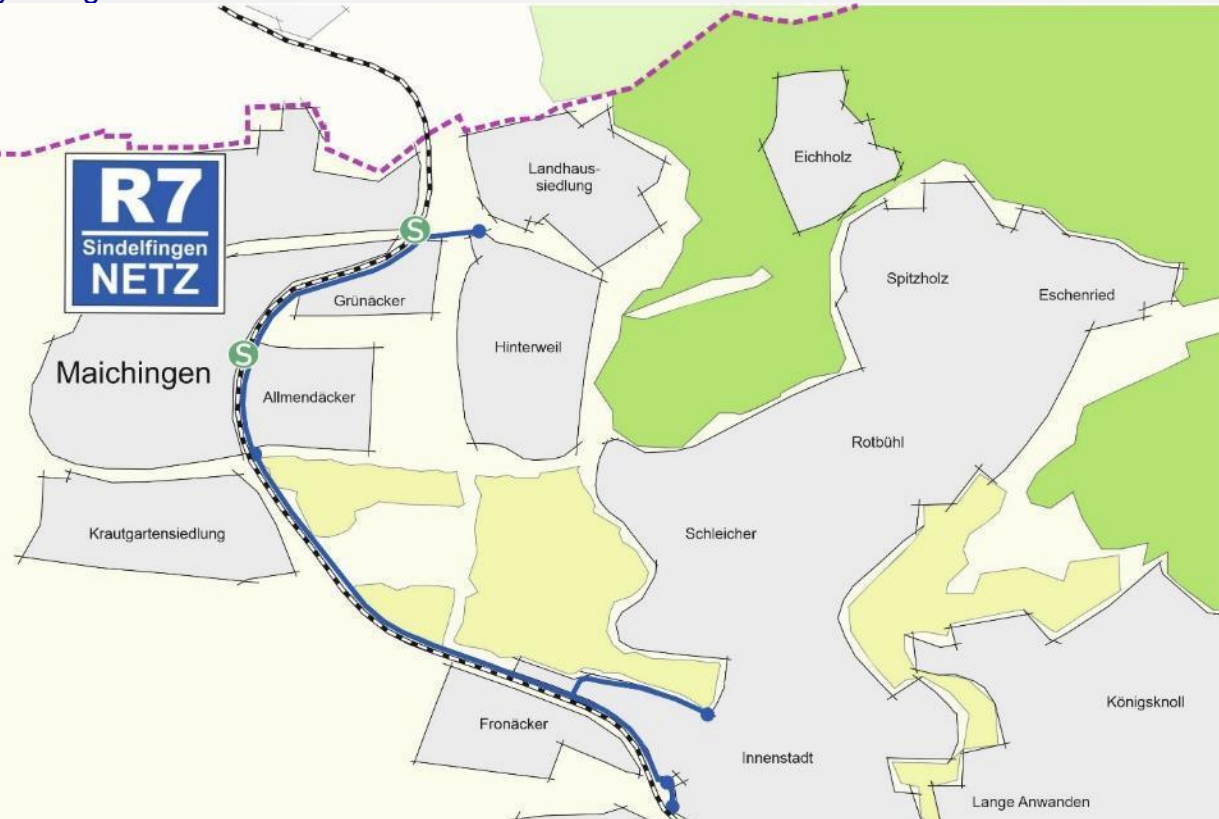 Eichholz
Landhaus-
siedlung
R7
Sindelfingen
NETZ
S
Spitzholz
Eschenried
Grünäcker
Hinterweil
S
Maichingen
Allmendäcker
Rotbühl
Krautgartensiedlung
Schleicher
Königsknoll
Fronäcker
Innenstadt
Lange Anwanden